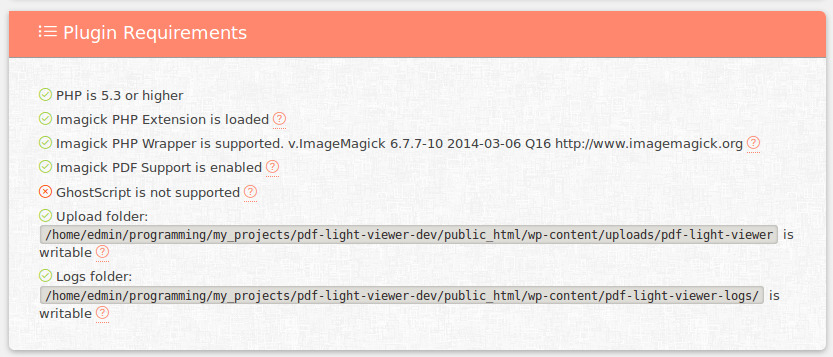 Plugin Requirements
PHP is 5.3 or higher
Imagick PHP Extension is loaded ?
Imagick PHP Wrapper is supported. v.ImageMagick 6.7.7-10 2014-03-06 Q16 http://www.imagemagick.org ?
Imagick PDF Support is enabled ?
GhostScript is not supported ?
Upload folder:
/home/edmin/programming/my_projects/pdf-light-viewer-dev/public_html/wp-content/uploads/pdf-light-viewer is
writable ?
Logs folder:
/home/edmin/programming/my_projects/pdf-light-viewer-dev/public_html/wp-content/pdf-light-viewer-logs/ is
writable ?